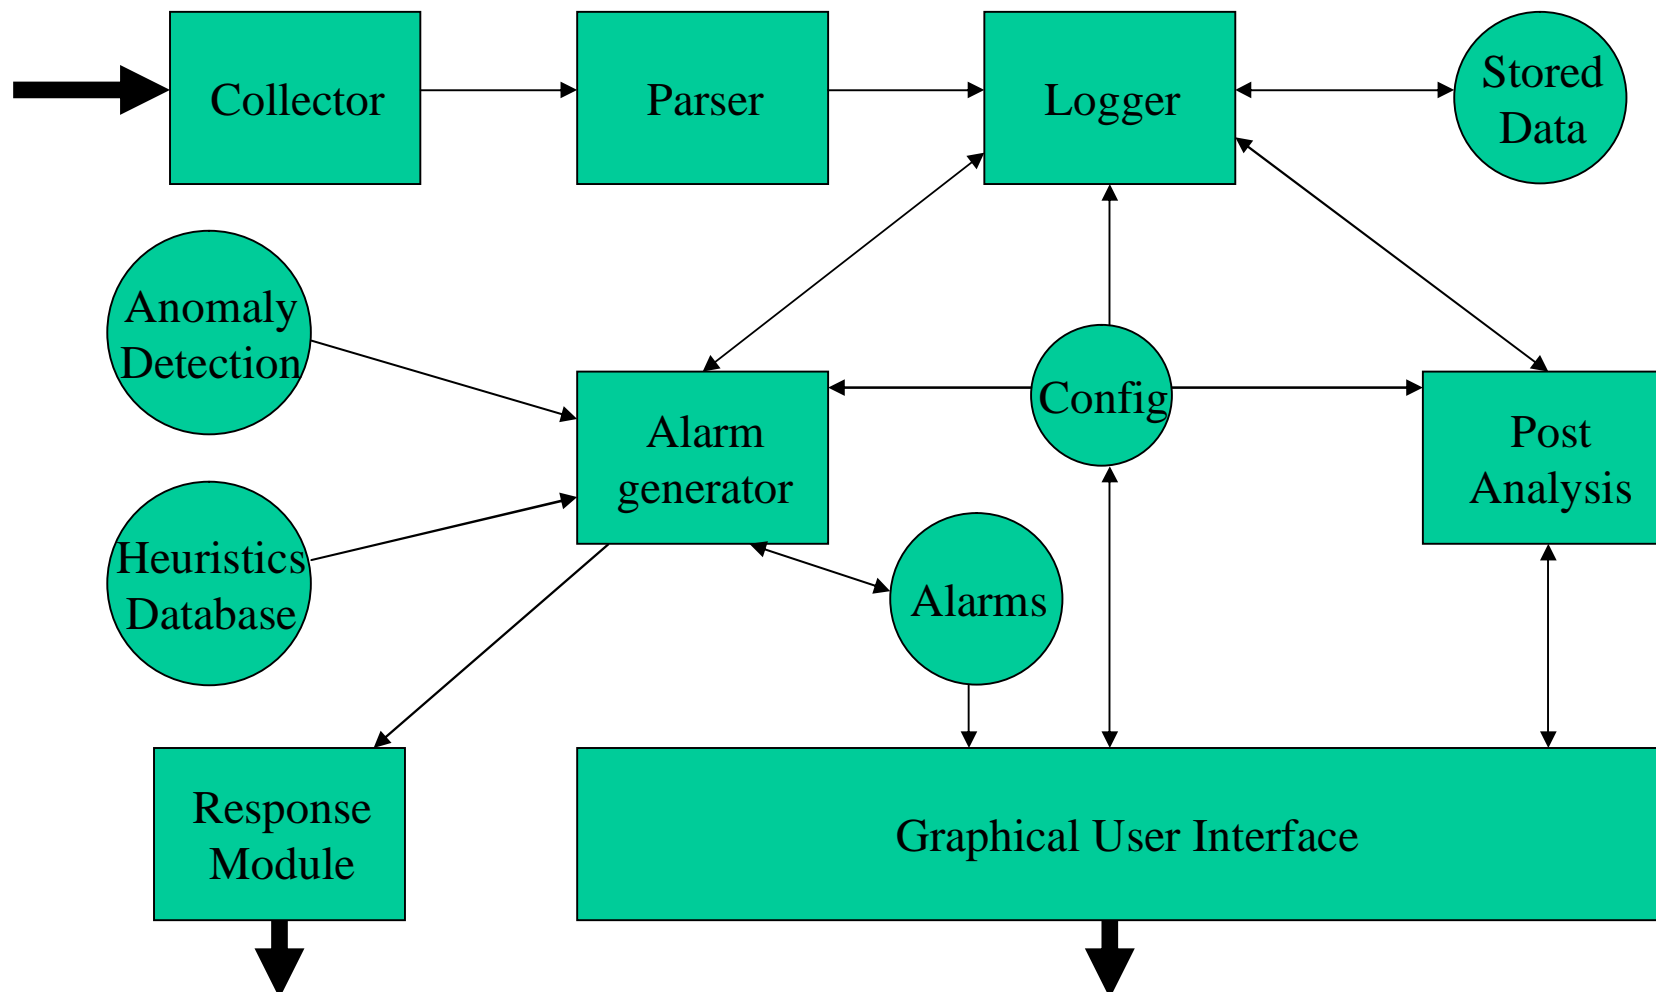 Collector
Parser
Logger
Stored
Data
Anomaly
Detection
Alarm
generator
Config
Post
Analysis
Heuristics
Database
Alarms
Response
Module
Graphical User Interface